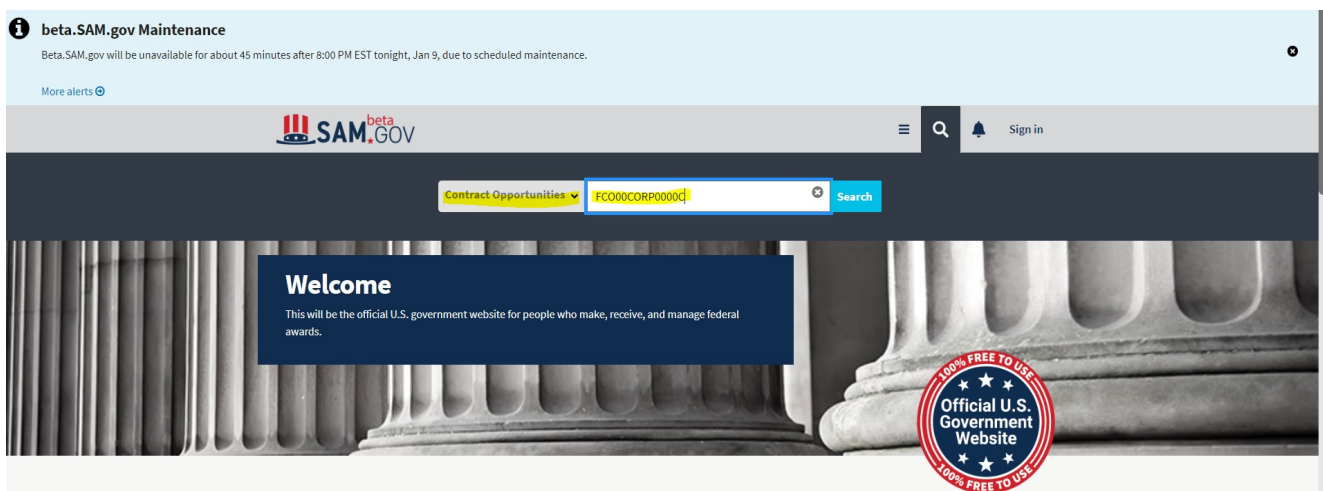 beta.SAM.gov Maintenance
Beta.SAM.gov will be unavailable for about 45 minutes after 8:00 PM EST tonight, Jan 9, due to scheduled maintenance.
More alerts
SAM.GOV beta
Sign in
Contract Opportunities
FCO00CORP0000C
Search
Welcome
This will be the official U.S. government website for people who make, receive, and manage federal
awards.
100% FREE TO USE
Official U.S.
Government
Website
100% FREE TO USE